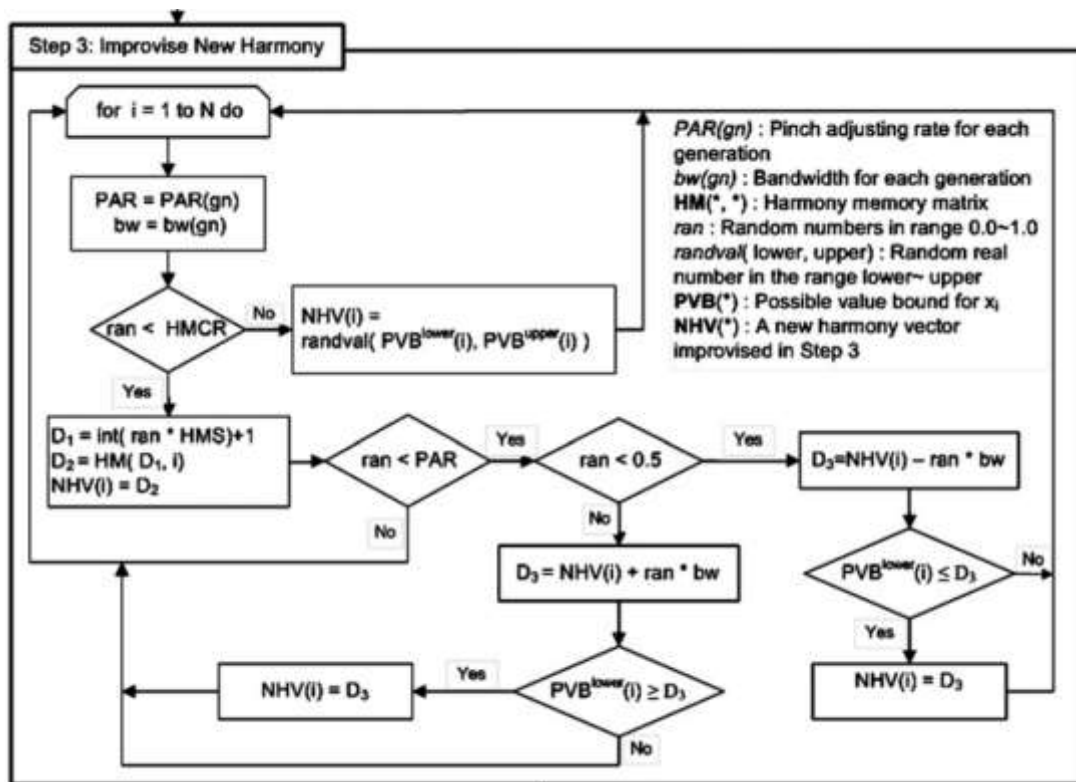 Step 3: Improvise New Harmony
for i = 1 to N do
PAR = PAR(gn)
bw = bw(gn)
ran < HMCR
No
NHV(i) =
randval( PVB^lower(i), PVB^upper(i) )
PAR(gn) : Pinch adjusting rate for each
generation
bw(gn) : Bandwidth for each generation
HM(*, *) : Harmony memory matrix
ran : Random numbers in range 0.0~1.0
randval( lower, upper) : Random real
number in the range lower~ upper
PVB(*) : Possible value bound for xᵢ
NHV(*) : A new harmony vector
improvised in Step 3
Yes
D₁ = int( ran * HMS)+1
D₂ = HM( D₁, i)
NHV(i) = D₂
ran < PAR
Yes
ran < 0.5
Yes
D₃=NHV(i) – ran * bw
No
No
D₃ = NHV(i) + ran * bw
PVB^lower(i) ≤ D₃
No
Yes
NHV(i) = D₃
PVB^lower(i) ≥ D₃
Yes
NHV(i) = D₃
No